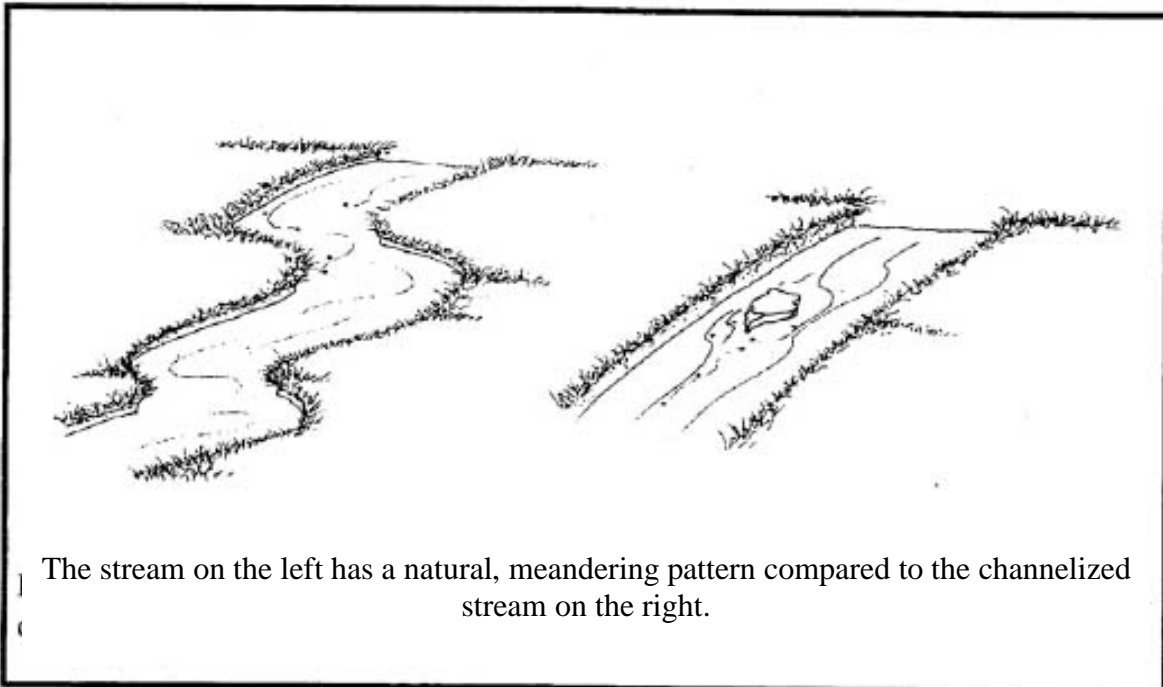 The stream on the left has a natural, meandering pattern compared to the channelized
stream on the right.